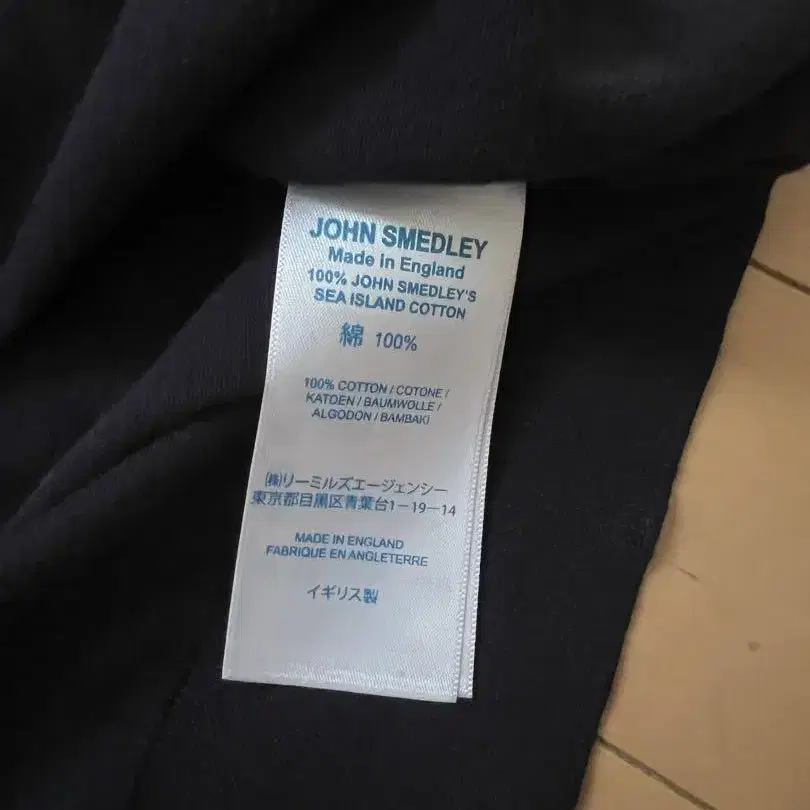 JOHN SMEDLEY
Made in England
100% JOHN SMEDLEY'S
SEA ISLAND COTTON
綿 100%
100% COTTON / COTONE /
KATOEN / BAUMWOLLE /
ALGODON / BAMBAKI
㈱リーミルズエージェンシー
東京都目黒区青葉台1-19-14
MADE IN ENGLAND
FABRIQUE EN ANGLETERRE
イギリス製